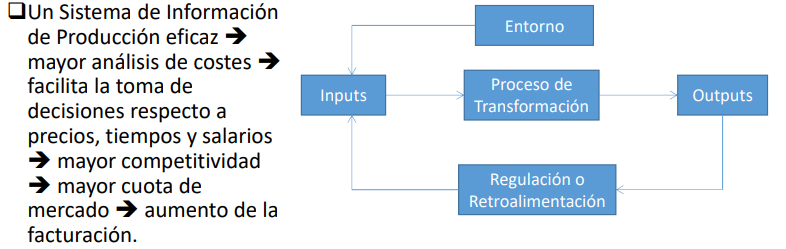 ❑Un Sistema de Información
de Producción eficaz ➔
mayor análisis de costes ➔
facilita la toma de
decisiones respecto a
precios, tiempos y salarios
➔ mayor competitividad
➔ mayor cuota de
mercado ➔ aumento de la
facturación.
Entorno
Inputs
Proceso de
Transformación
Outputs
Regulación o
Retroalimentación